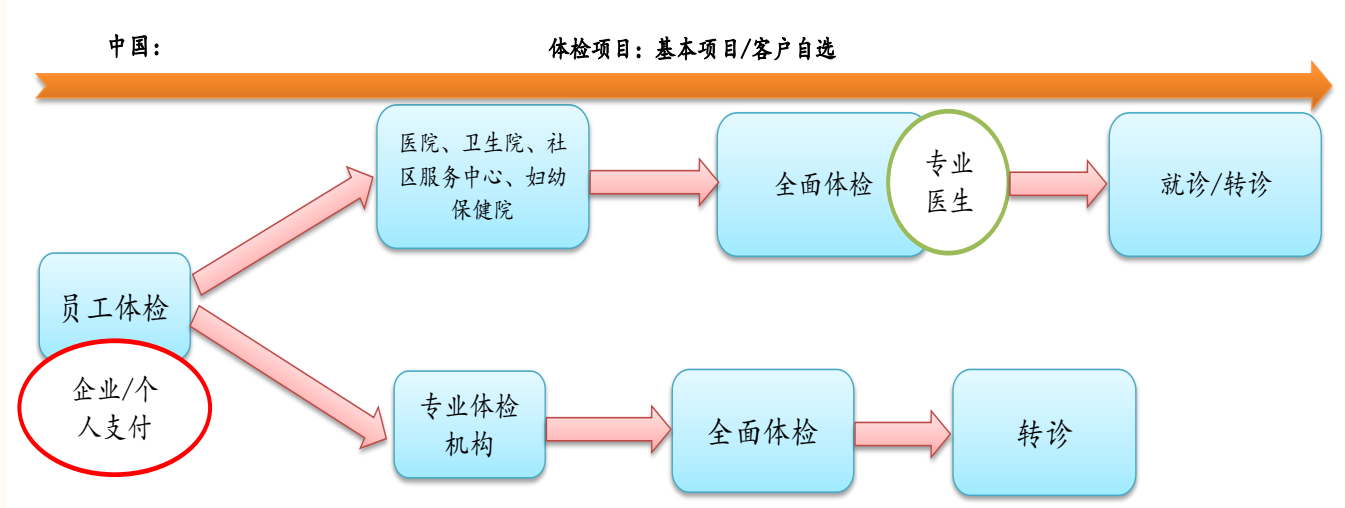 中国：
体检项目：基本项目/客户自选
医院、卫生院、社
区服务中心、妇幼
保健院
全面体检
专业
医生
就诊/转诊
员工体检
企业/个
人支付
专业体检
机构
全面体检
转诊